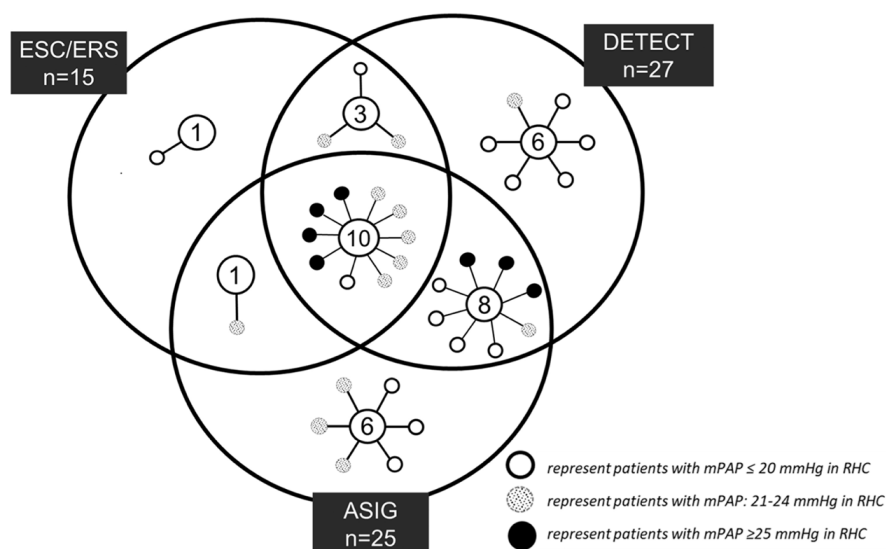 ESC/ERS
n=15
DETECT
n=27
3
1
6
10
1
8
6
ASIG
n=25
represent patients with mPAP ≤ 20 mmHg in RHC
represent patients with mPAP: 21-24 mmHg in RHC
represent patients with mPAP ≥25 mmHg in RHC